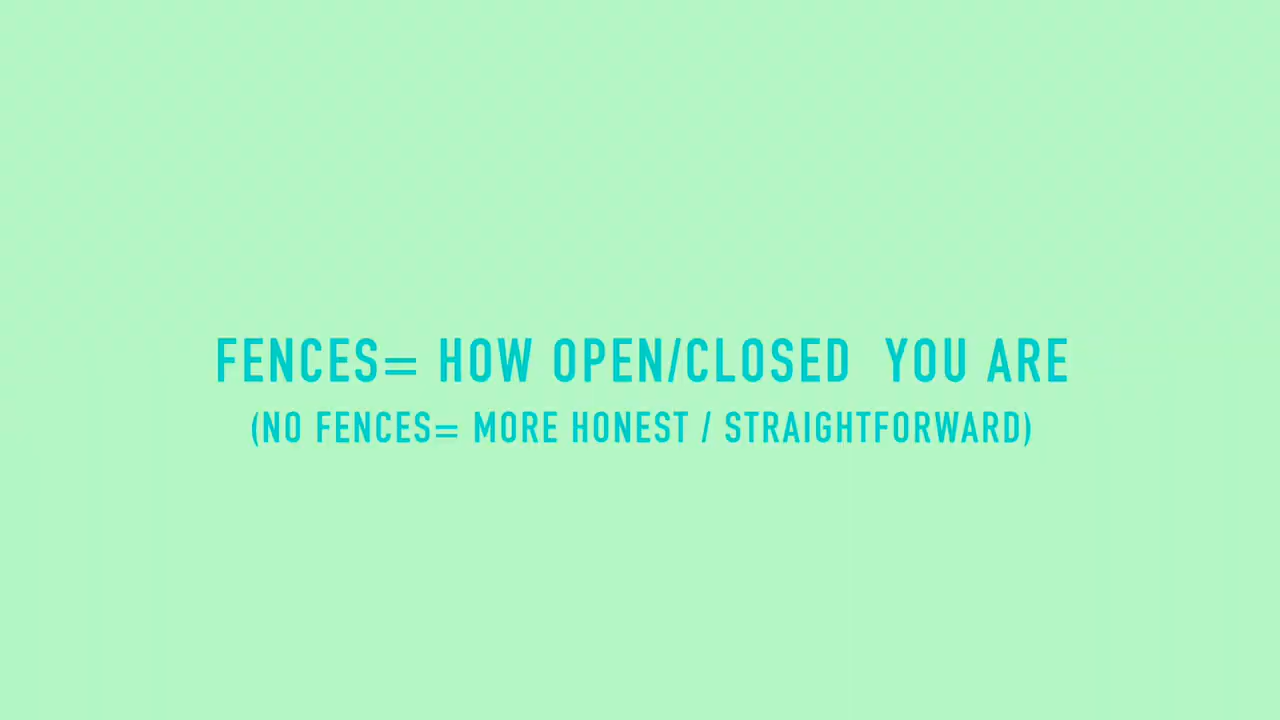 FENCES= HOW OPEN/CLOSED  YOU ARE
(NO FENCES= MORE HONEST / STRAIGHTFORWARD)